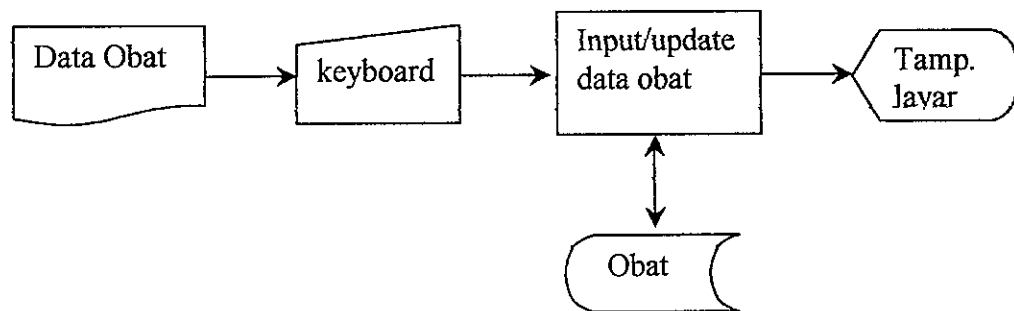 Data Obat
keyboard
Input/update
data obat
Tamp.
layar
Obat